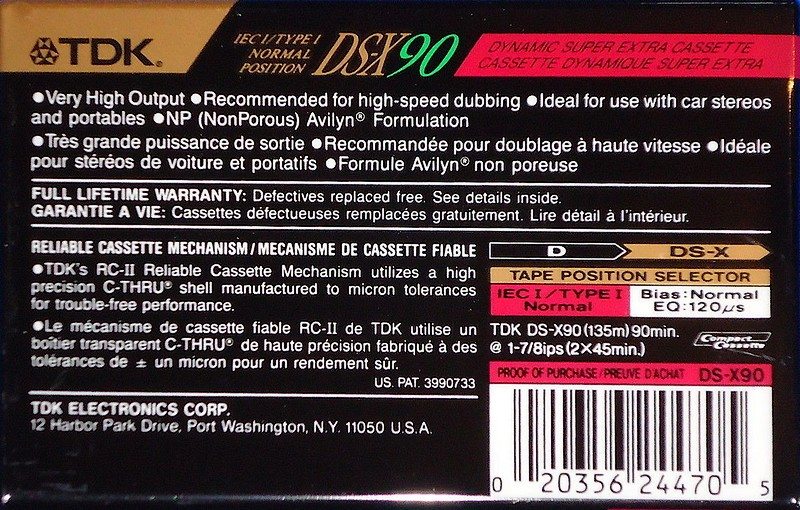 TDK®
IEC I/TYPE I
NORMAL
POSITION
DS-X90
DYNAMIC SUPER EXTRA CASSETTE
CASSETTE DYNAMIQUE SUPER EXTRA
●Very High Output ●Recommended for high-speed dubbing ●Ideal for use with car stereos
and portables ●NP (NonPorous) Avilyn® Formulation
●Très grande puissance de sortie ●Recommandée pour doublage à haute vitesse ●Idéale
pour stéréos de voiture et portatifs ●Formule Avilyn® non poreuse
FULL LIFETIME WARRANTY: Defectives replaced free. See details inside.
GARANTIE A VIE: Cassettes défectueuses remplacées gratuitement. Lire détail à l'intérieur.
RELIABLE CASSETTE MECHANISM/MECANISME DE CASSETTE FIABLE
●TDK's RC-II Reliable Cassette Mechanism utilizes a high
precision C-THRU® shell manufactured to micron tolerances
for trouble-free performance.
●Le mécanisme de cassette fiable RC-II de TDK utilise un
boîtier transparent C-THRU® de haute précision fabriqué à des
tolérances de ± un micron pour un rendement sûr.
US. PAT. 3990733
TDK ELECTRONICS CORP.
12 Harbor Park Drive, Port Washington, N.Y. 11050 U.S.A.
D DS-X
TAPE POSITION SELECTOR
IEC I/TYPE I
Normal
Bias: Normal
EQ:120μs
TDK DS-X90(135m)90min.
@ 1-7/8ips(2×45min.)
Compact
Cassette
PROOF OF PURCHASE/PREUVE D'ACHAT DS-X90
0 20356 24470 5